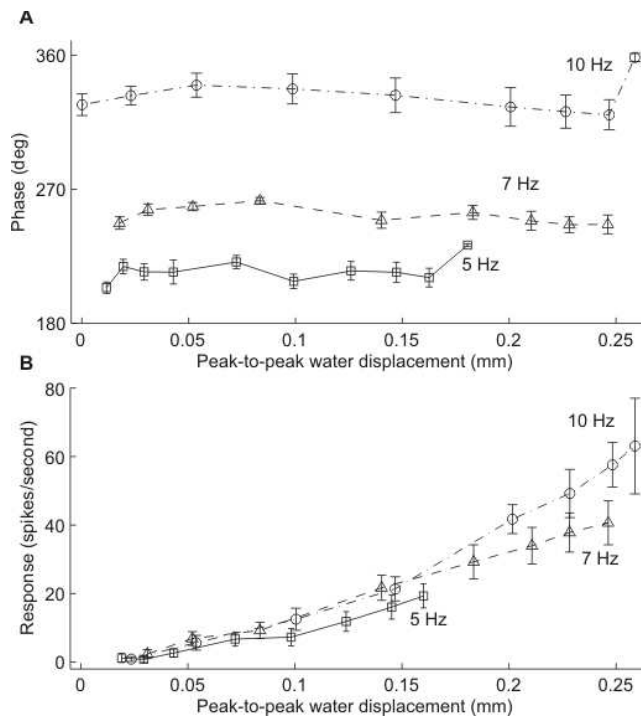 A
360
10 Hz
Phase (deg)
270
7 Hz
5 Hz
180
0 0.05 0.1 0.15 0.2 0.25
Peak-to-peak water displacement (mm)
B
80
10 Hz
Response (spikes/second)
60
40
7 Hz
20
5 Hz
0
0 0.05 0.1 0.15 0.2 0.25
Peak-to-peak water displacement (mm)